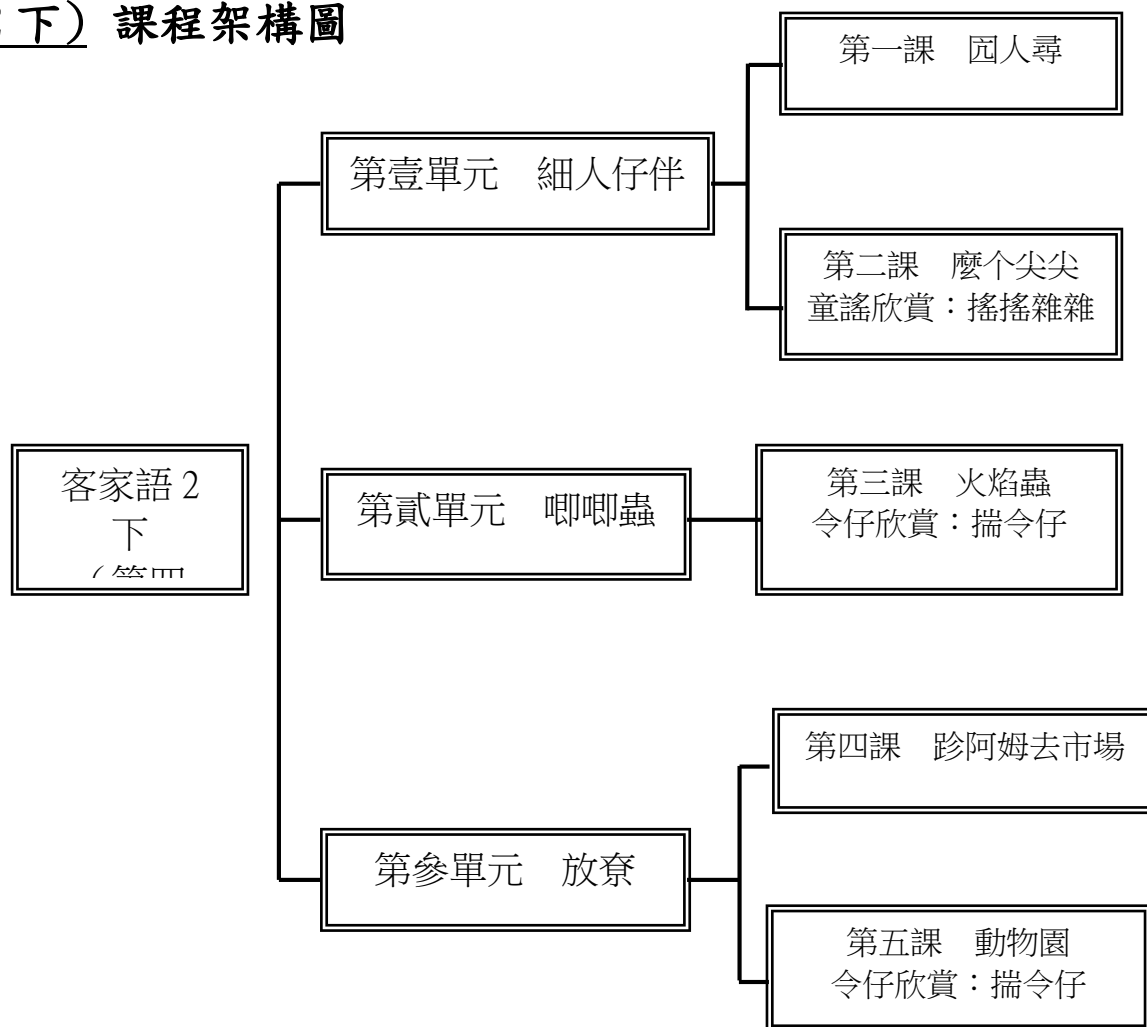 下）課程架構圖
第一課　囥人尋
第壹單元　細人仔伴
第二課　麼个尖尖
童謠欣賞：搖搖雜雜
客家語 2
下
第貳單元　唧唧蟲
第三課　火焰蟲
令仔欣賞：揣令仔
第四課　跈阿姆去市場
第參單元　放尞
第五課　動物園
令仔欣賞：揣令仔